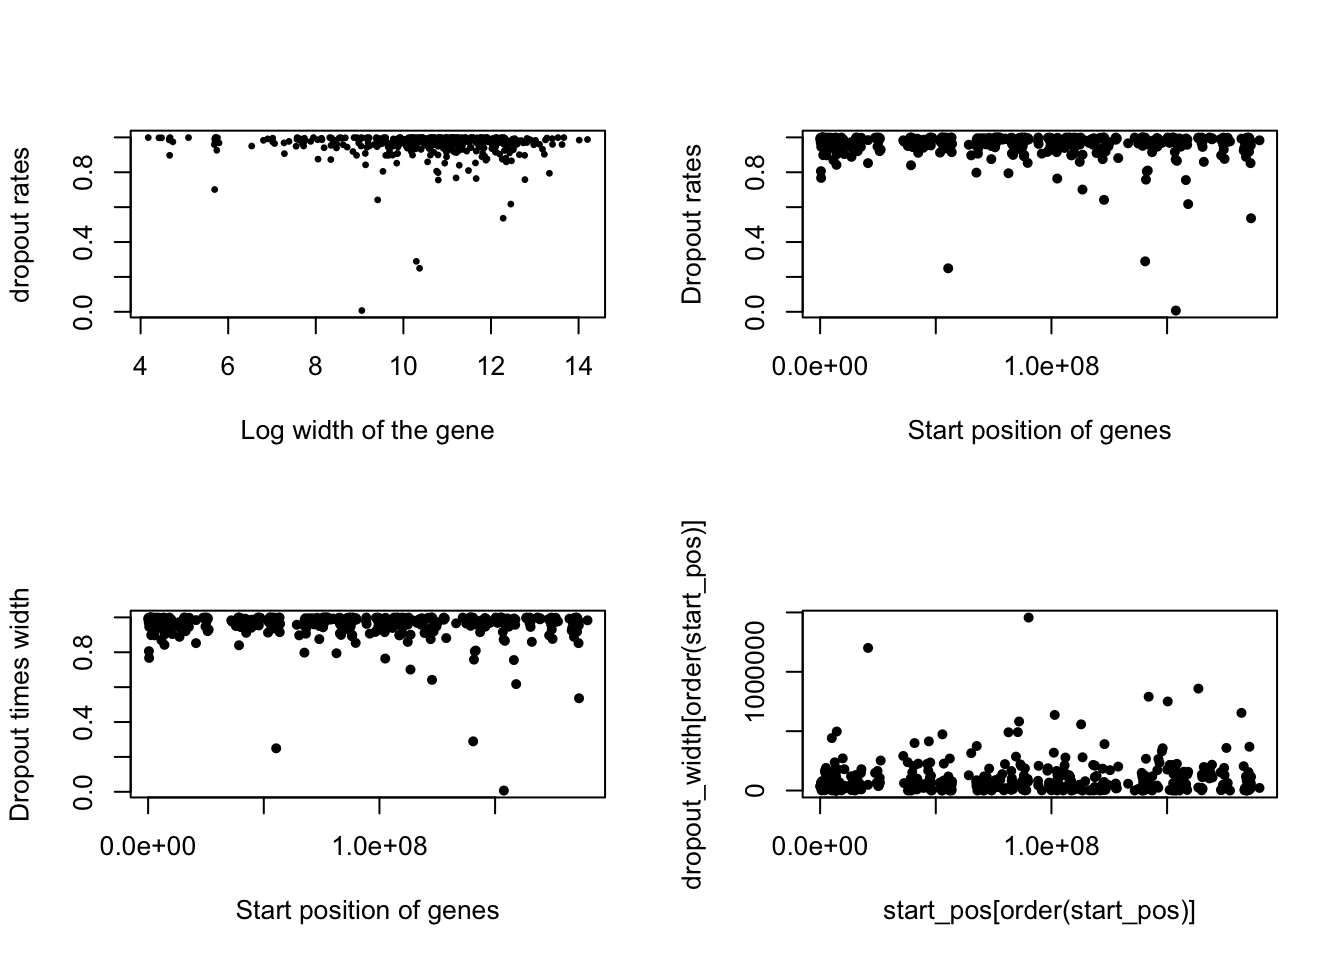 dropout rates
0.0 0.4 0.8
4 6 8 10 12 14
Log width of the gene
Dropout rates
0.0 0.4 0.8
0.0e+00 1.0e+08
Start position of genes
Dropout times width
0.0 0.4 0.8
0.0e+00 1.0e+08
Start position of genes
dropout_width[order(start_pos)]
0 1000000
0.0e+00 1.0e+08
start_pos[order(start_pos)]